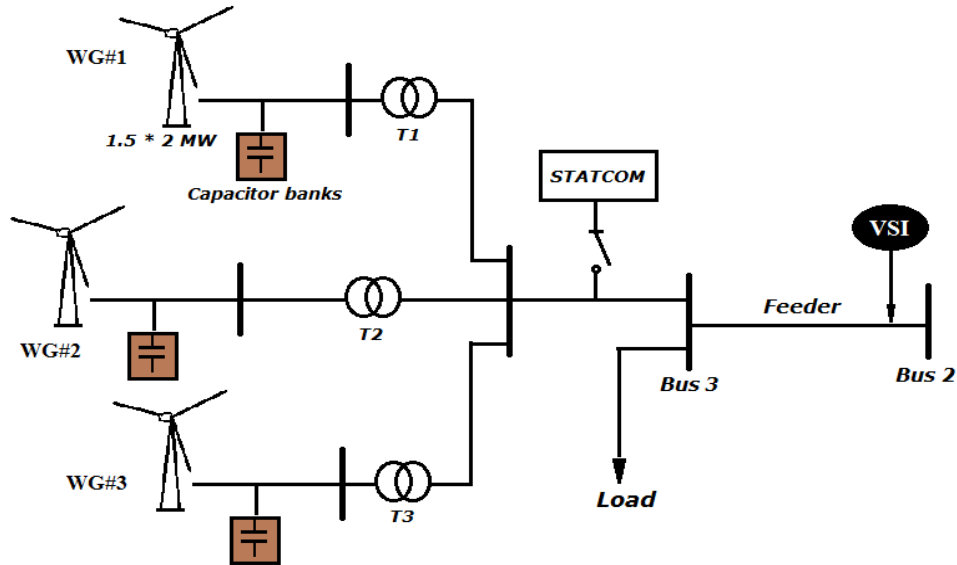 WG#1
1.5 * 2 MW
Capacitor banks
T1
STATCOM
VSI
WG#2
T2
Feeder
Bus 3
Bus 2
WG#3
T3
Load